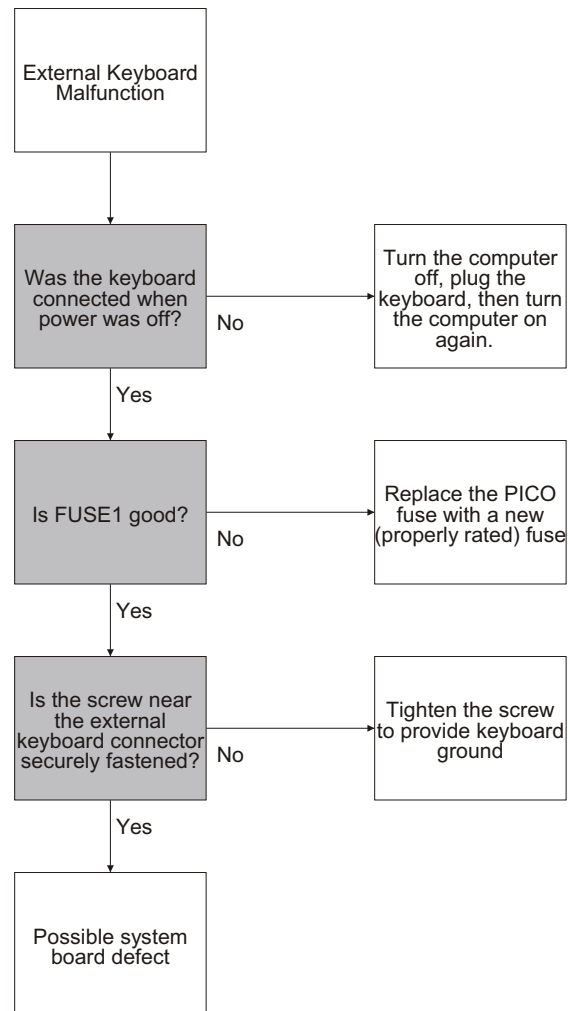 External Keyboard
Malfunction
Was the keyboard
connected when
power was off?
No
Turn the computer
off, plug the
keyboard, then turn
the computer on
again.
Yes
Is FUSE1 good?
No
Replace the PICO
fuse with a new
(properly rated) fuse
Yes
Is the screw near
the external
keyboard connector
securely fastened?
No
Tighten the screw
to provide keyboard
ground
Yes
Possible system
board defect